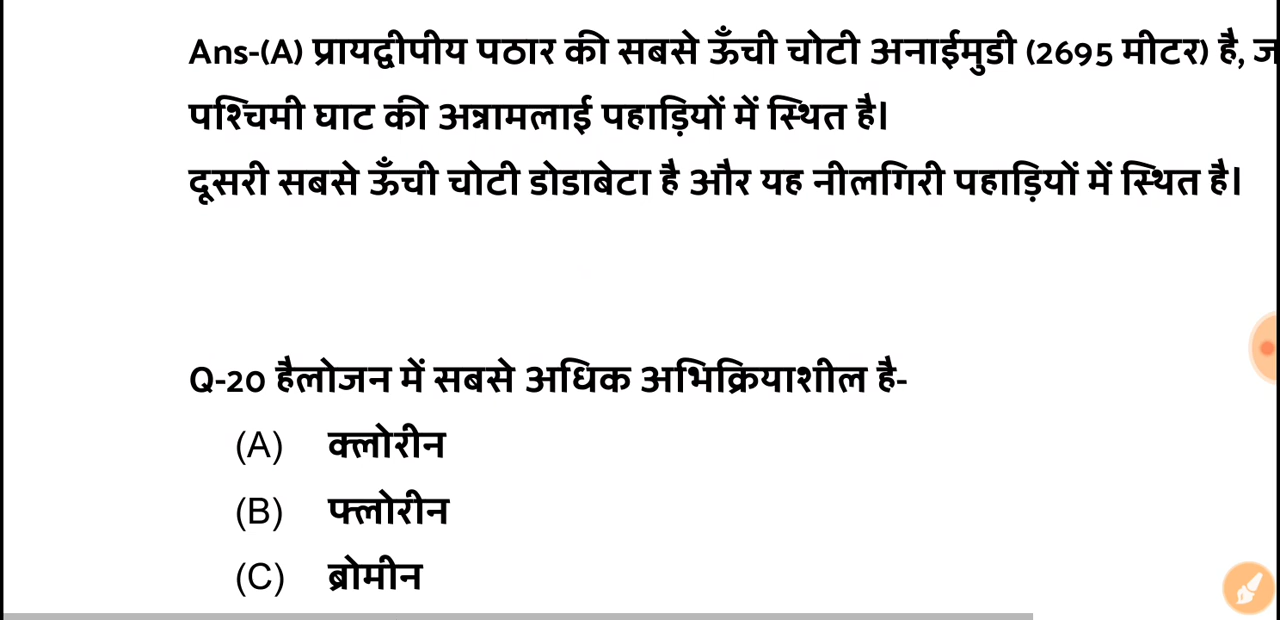 Ans-(A) प्रायद्वीपीय पठार की सबसे ऊँची चोटी अनाईमुडी (2695 मीटर) है,
पश्चिमी घाट की अन्नामलाई पहाड़ियों में स्थित है।
दूसरी सबसे ऊँची चोटी डोडाबेटा है और यह नीलगिरी पहाड़ियों में स्थित है।
Q-20 हैलोजन में सबसे अधिक अभिक्रियाशील है-
(A) क्लोरीन
(B) फ्लोरीन
(C) ब्रोमीन